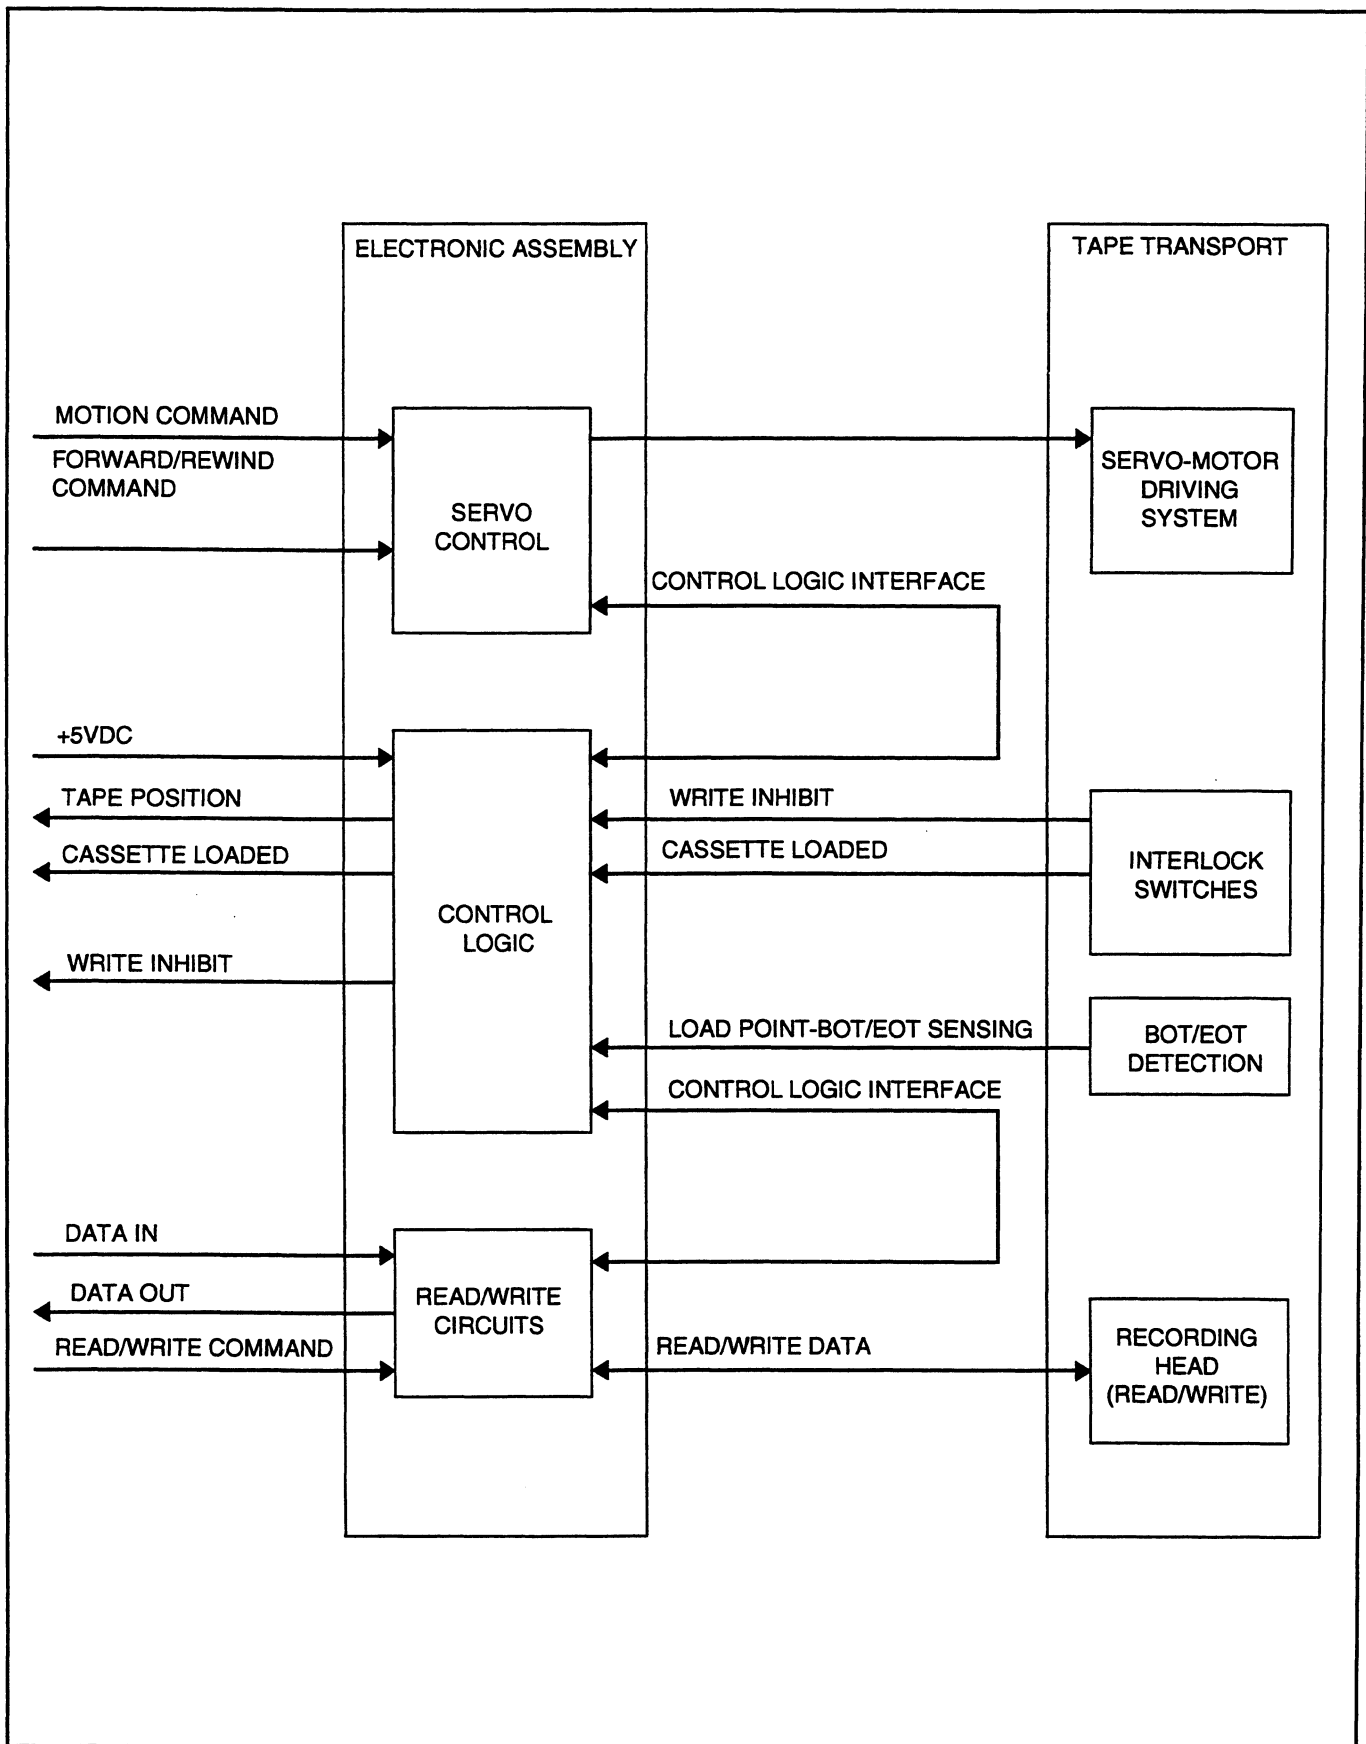 ELECTRONIC ASSEMBLY
TAPE TRANSPORT
MOTION COMMAND
FORWARD/REWIND
COMMAND
SERVO
CONTROL
SERVO-MOTOR
DRIVING
SYSTEM
CONTROL LOGIC INTERFACE
+5VDC
TAPE POSITION
CASSETTE LOADED
WRITE INHIBIT
CONTROL
LOGIC
WRITE INHIBIT
CASSETTE LOADED
INTERLOCK
SWITCHES
LOAD POINT-BOT/EOT SENSING
BOT/EOT
DETECTION
CONTROL LOGIC INTERFACE
DATA IN
DATA OUT
READ/WRITE COMMAND
READ/WRITE
CIRCUITS
READ/WRITE DATA
RECORDING
HEAD
(READ/WRITE)